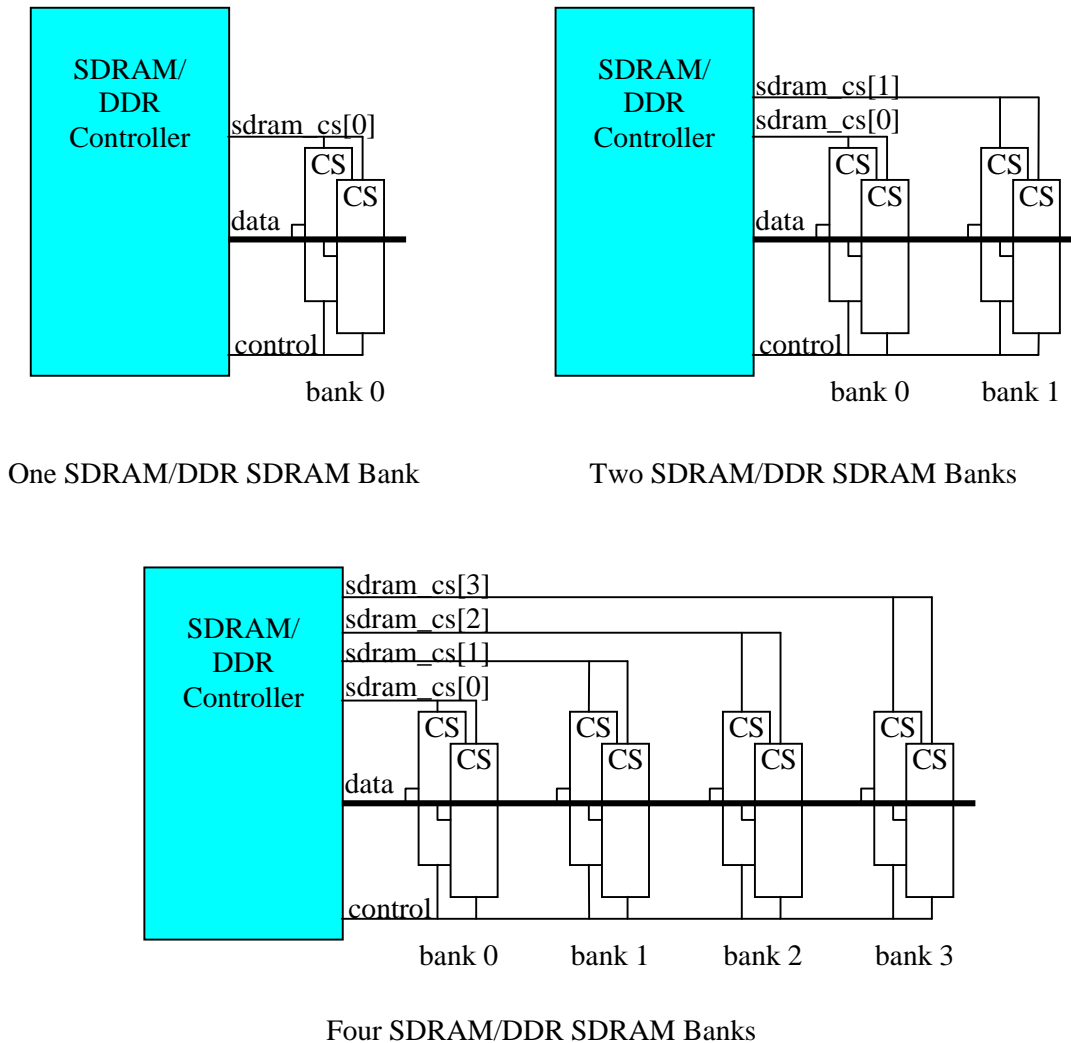 SDRAM/
DDR
Controller
sdram_cs[0]
CS
CS
data
control
bank 0
One SDRAM/DDR SDRAM Bank
SDRAM/
DDR
Controller
sdram_cs[1]
sdram_cs[0]
CS
CS
CS
CS
data
control
bank 0
bank 1
Two SDRAM/DDR SDRAM Banks
SDRAM/
DDR
Controller
sdram_cs[3]
sdram_cs[2]
sdram_cs[1]
sdram_cs[0]
CS
CS
CS
CS
CS
CS
CS
CS
data
control
bank 0
bank 1
bank 2
bank 3
Four SDRAM/DDR SDRAM Banks